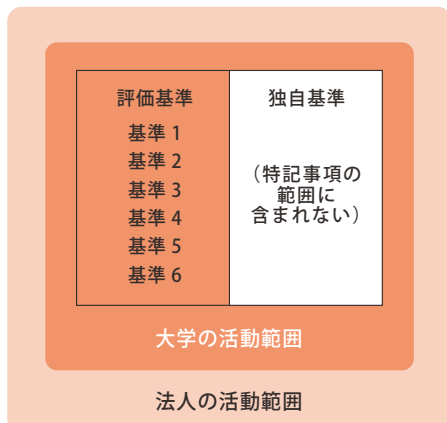 評価基準
基準 1
基準 2
基準 3
基準 4
基準 5
基準 6
独自基準
(特記事項の
範囲に
含まれない)
大学の活動範囲
法人の活動範囲